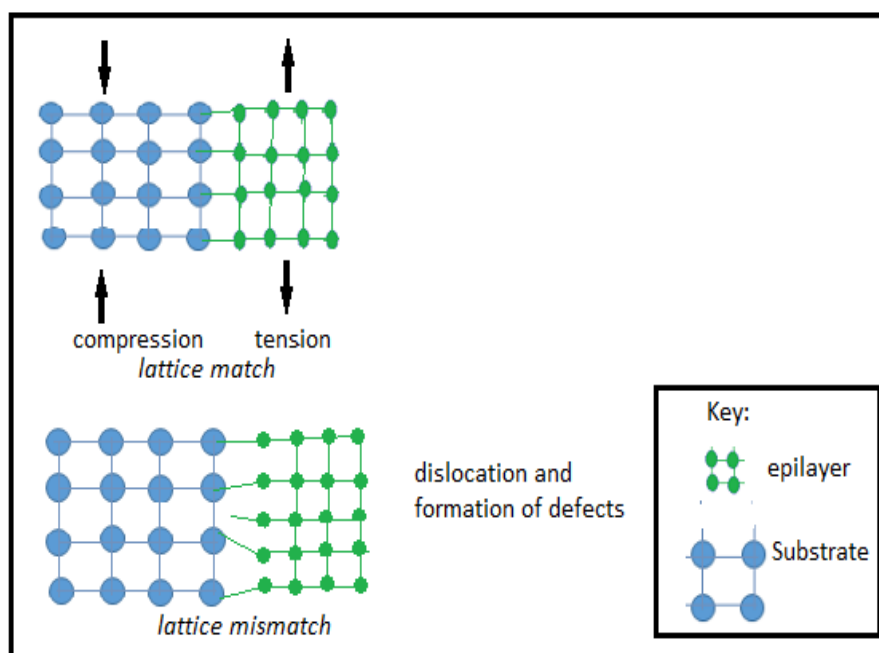 compression tension
lattice match
dislocation and
formation of defects
lattice mismatch
Key:
epilayer
Substrate